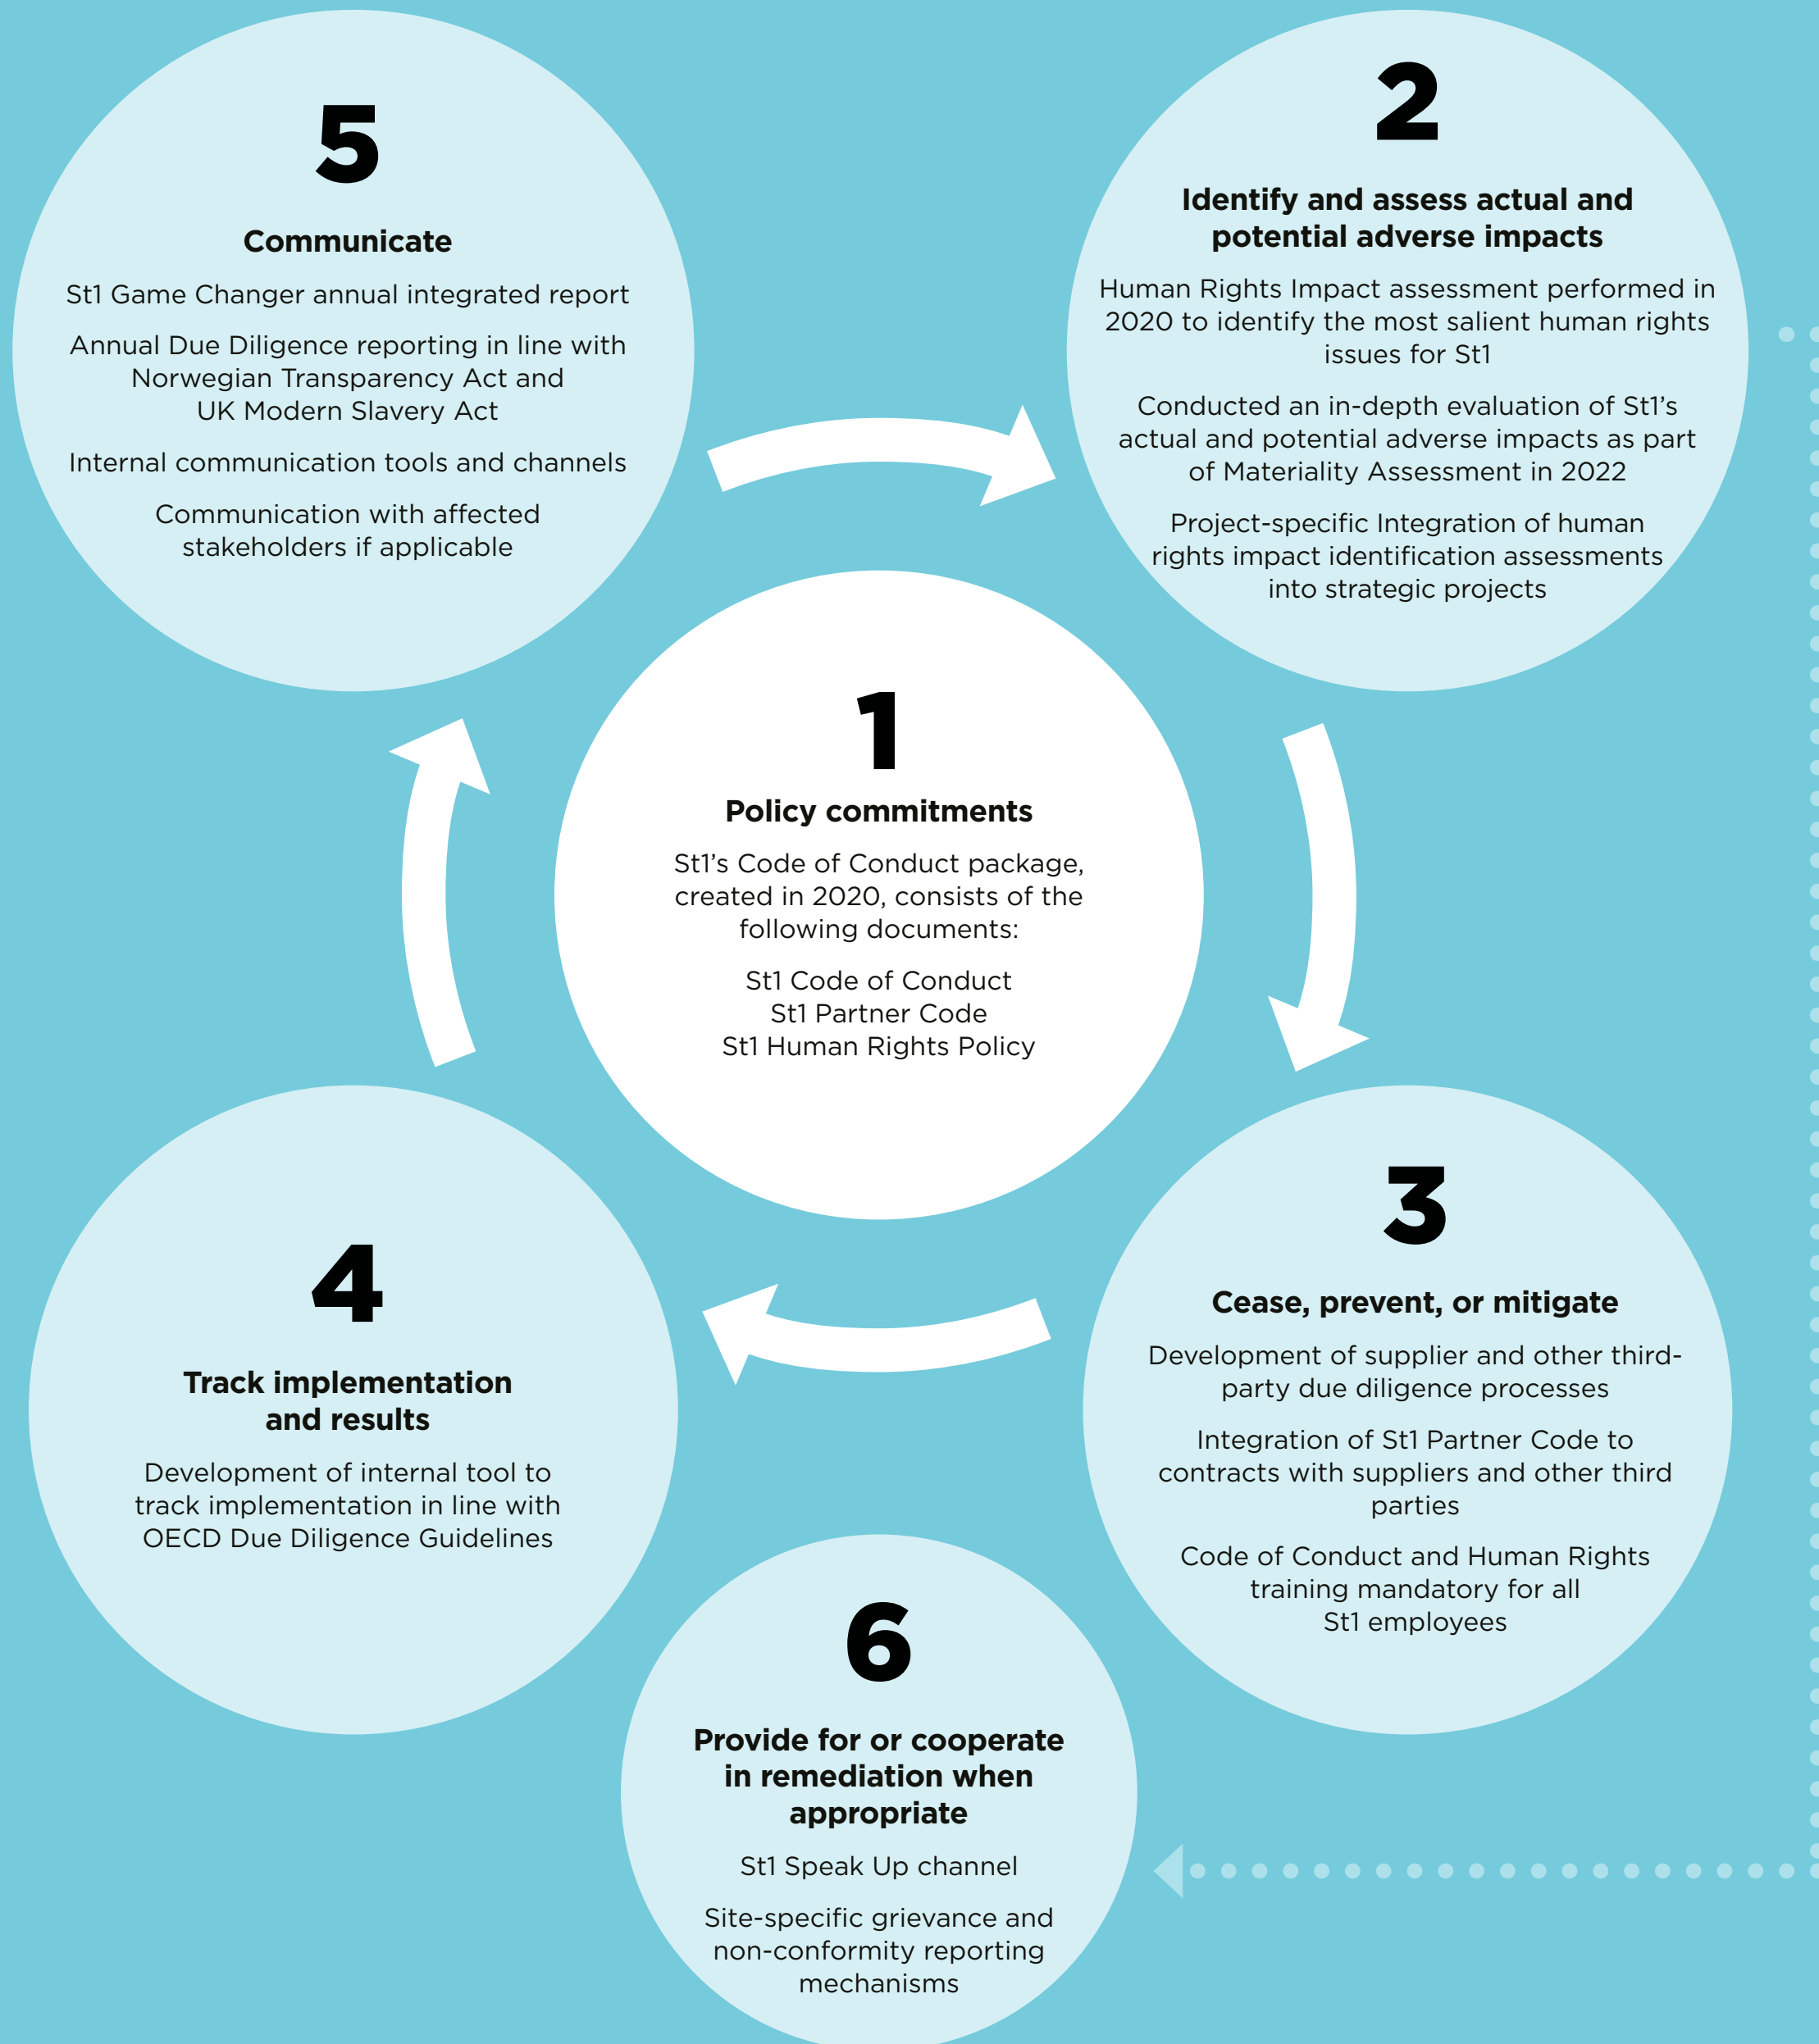 5
Communicate
St1 Game Changer annual integrated report
Annual Due Diligence reporting in line with
Norwegian Transparency Act and
UK Modern Slavery Act
Internal communication tools and channels
Communication with affected
stakeholders if applicable
2
Identify and assess actual and
potential adverse impacts
Human Rights Impact assessment performed in
2020 to identify the most salient human rights
issues for St1
Conducted an in-depth evaluation of St1’s
actual and potential adverse impacts as part
of Materiality Assessment in 2022
Project-specific Integration of human
rights impact identification assessments
into strategic projects
1
Policy commitments
St1’s Code of Conduct package,
created in 2020, consists of the
following documents:
St1 Code of Conduct
St1 Partner Code
St1 Human Rights Policy
4
Track implementation
and results
Development of internal tool to
track implementation in line with
OECD Due Diligence Guidelines
3
Cease, prevent, or mitigate
Development of supplier and other third-
party due diligence processes
Integration of St1 Partner Code to
contracts with suppliers and other third
parties
Code of Conduct and Human Rights
training mandatory for all
St1 employees
6
Provide for or cooperate
in remediation when
appropriate
St1 Speak Up channel
Site-specific grievance and
non-conformity reporting
mechanisms